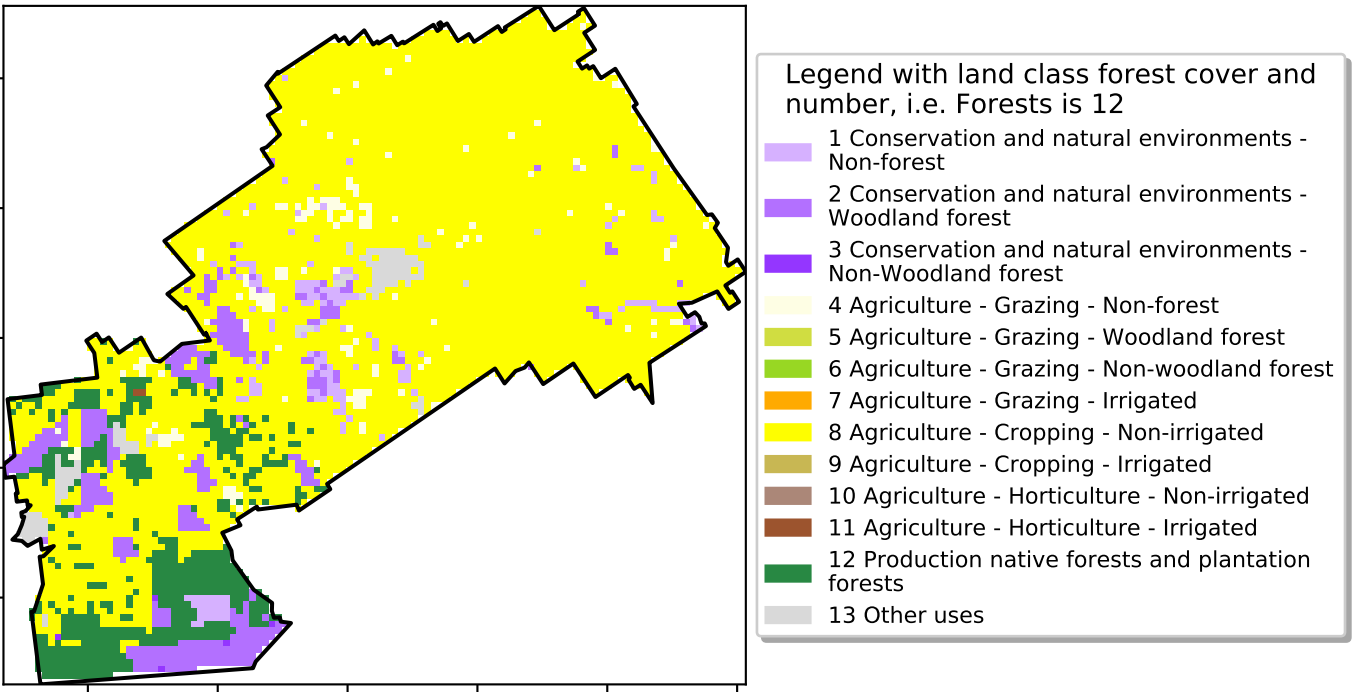 Legend with land class forest cover and
number, i.e. Forests is 12
1 Conservation and natural environments -
Non-forest
2 Conservation and natural environments -
Woodland forest
3 Conservation and natural environments -
Non-Woodland forest
4 Agriculture - Grazing - Non-forest
5 Agriculture - Grazing - Woodland forest
6 Agriculture - Grazing - Non-woodland forest
7 Agriculture - Grazing - Irrigated
8 Agriculture - Cropping - Non-irrigated
9 Agriculture - Cropping - Irrigated
10 Agriculture - Horticulture - Non-irrigated
11 Agriculture - Horticulture - Irrigated
12 Production native forests and plantation
forests
13 Other uses